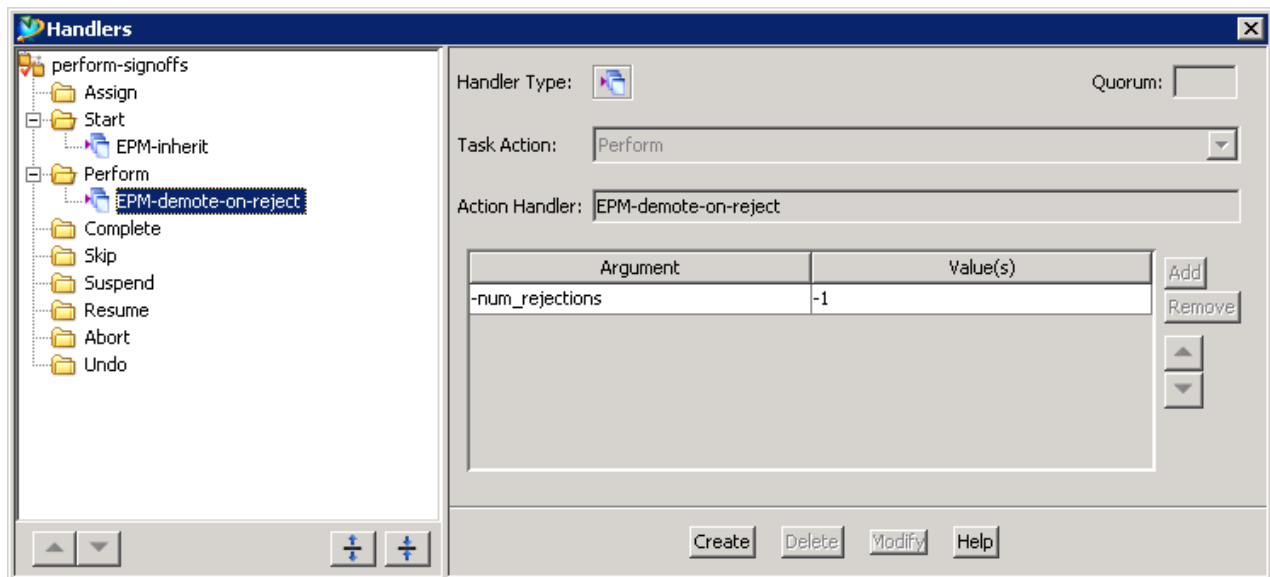 Handlers
perform-signoffs
Assign
Start
EPM-inherit
Perform
EPM-demote-on-reject
Complete
Skip
Suspend
Resume
Abort
Undo
Handler Type:
Quorum:
Task Action: Perform
Action Handler: EPM-demote-on-reject
Argument Value(s)
-num_rejections -1
Add
Remove
Create Delete Modify Help